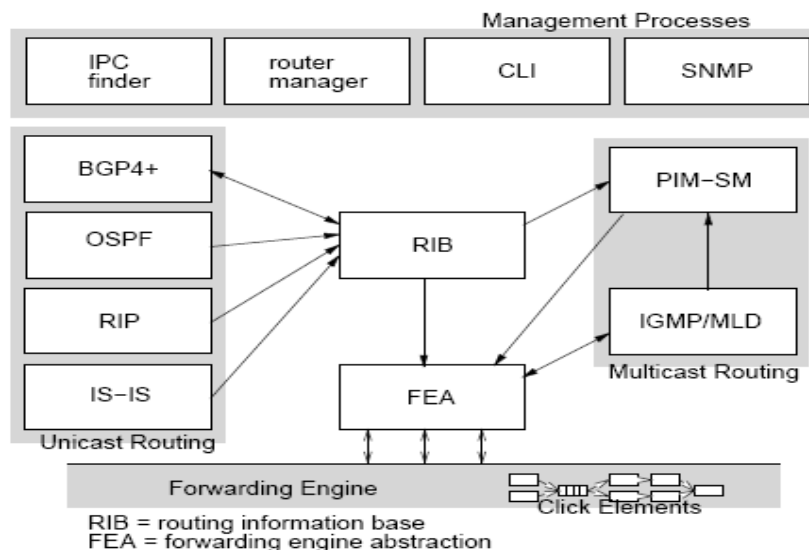 Management Processes
IPC
finder
router
manager
CLI
SNMP
BGP4+
OSPF
RIP
IS-IS
Unicast Routing
RIB
FEA
PIM-SM
IGMP/MLD
Multicast Routing
Forwarding Engine
Click Elements
RIB = routing information base
FEA = forwarding engine abstraction